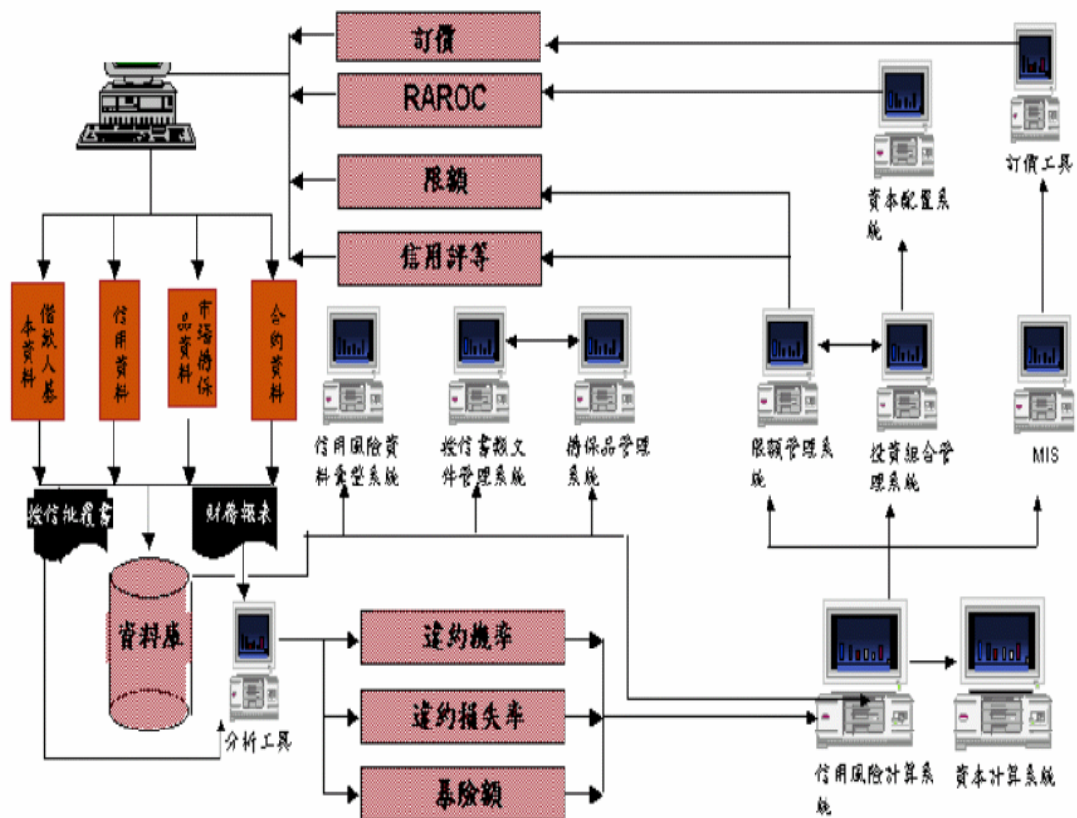 訂價
RAROC
限額
信用評等
訂價工具
資本配置系
統
借款人基
本資料
信用資料
市場擔保
品資料
合約資料
信用風險資
料彙整系統
授信書類文
件管理系統
擔保品管理
系統
限額管理系
統
投資組合管
理系統
MIS
授信批覆書
財務報表
資料庫
分析工具
違約機率
違約損失率
暴險額
信用風險計算系
統
資本計算系統